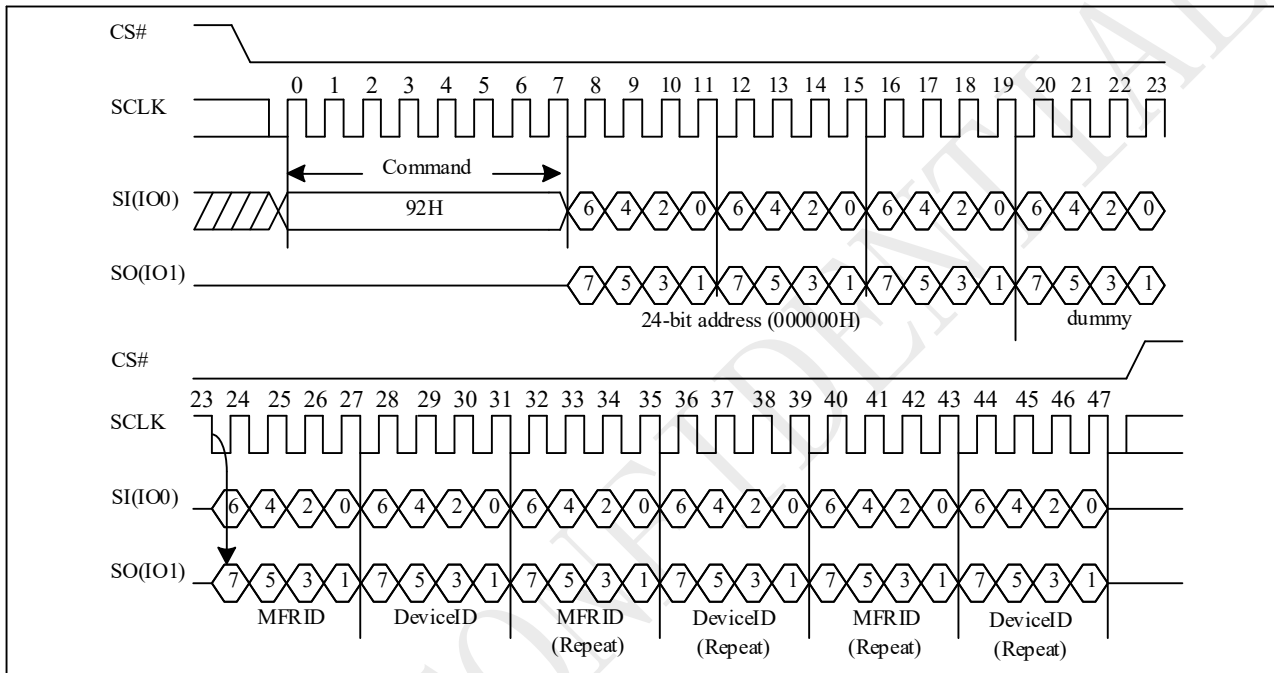 CS#
0 1 2 3 4 5 6 7 8 9 10 11 12 13 14 15 16 17 18 19 20 21 22 23
SCLK
Command
SI(IO0) 92H 6 4 2 0 6 4 2 0 6 4 2 0 6 4 2 0
SO(IO1) 7 5 3 1 7 5 3 1 7 5 3 1 7 5 3 1
24-bit address (000000H) dummy
CS#
23 24 25 26 27 28 29 30 31 32 33 34 35 36 37 38 39 40 41 42 43 44 45 46 47
SCLK
SI(IO0) 6 4 2 0 6 4 2 0 6 4 2 0 6 4 2 0 6 4 2 0 6 4 2 0
SO(IO1) 7 5 3 1 7 5 3 1 7 5 3 1 7 5 3 1 7 5 3 1 7 5 3 1
MFRID DeviceID MFRID DeviceID MFRID DeviceID
(Repeat) (Repeat) (Repeat) (Repeat)
ONFIDENTIAL